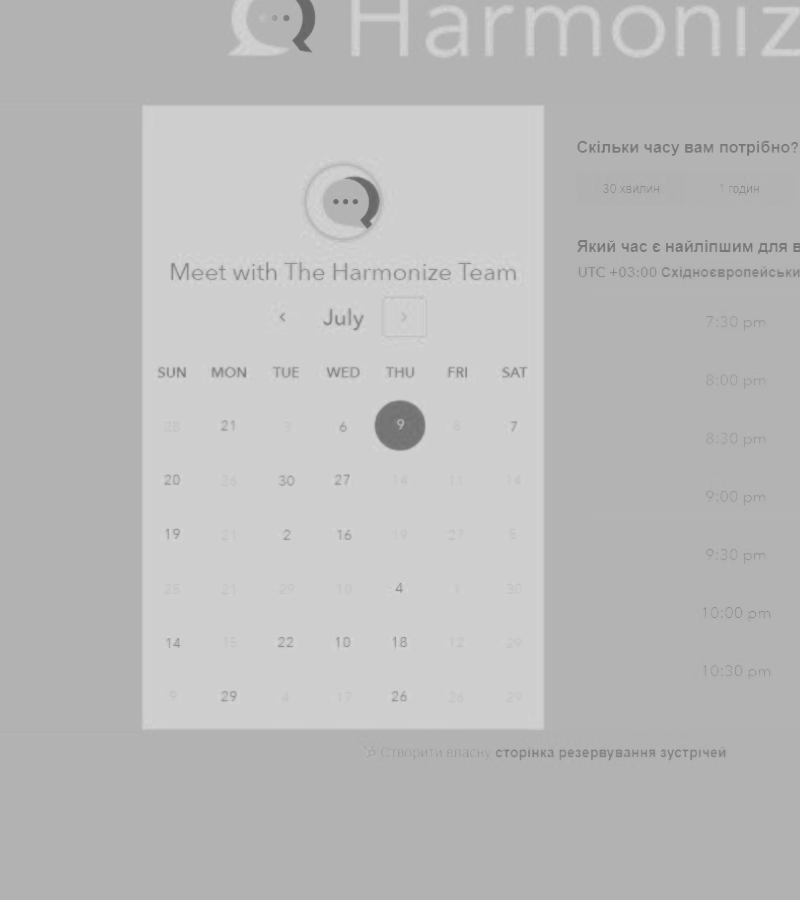 Harmoniz
Meet with The Harmonize Team
July
SUN MON TUE WED THU FRI SAT
28 21 3 6 9 8 7
20 26 30 27 14 11 14
19 21 2 16 19 27 5
25 21 29 10 4 1 30
14 15 22 10 18 12 29
9 29 4 17 26 26 29
Скільки часу вам потрібно?
30 хвилин 1 годин
Який час є найліпшим для в
UTC +03:00 Східноєвропейськи
7:30 pm
8:00 pm
8:30 pm
9:00 pm
9:30 pm
10:00 pm
10:30 pm
Створити власну сторінка резервування зустрічей